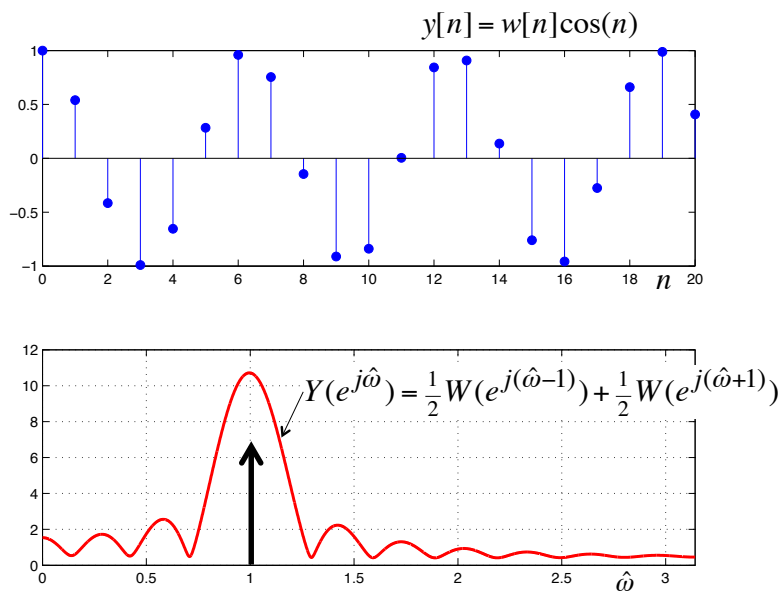 y[n] = w[n]cos(n)
1
0.5
0
−0.5
−1
0 2 4 6 8 10 12 14 16 18 20
n
12
10
8
6
4
2
0
Y(e^{jω̂}) = ½W(e^{j(ω̂−1)}) + ½W(e^{j(ω̂+1)})
0 0.5 1 1.5 2 2.5 3
ω̂